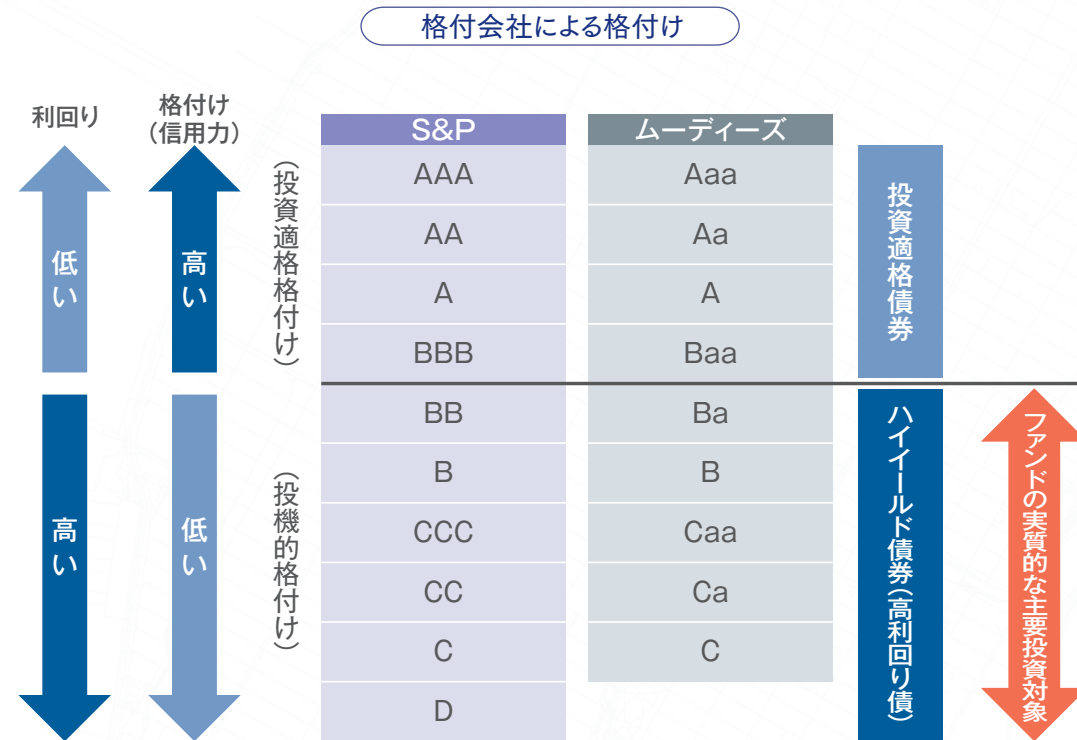 格付会社による格付け
利回り
格付け
（信用力）
低い
高い
高い
低い
（投資適格格付け）
（投機的格付け）
S&P
ムーディーズ
AAA
Aaa
AA
Aa
A
A
BBB
Baa
BB
Ba
B
B
CCC
Caa
CC
Ca
C
C
D
投資適格債券
ハイイールド債券（高利回り債）
ファンドの実質的な主要投資対象